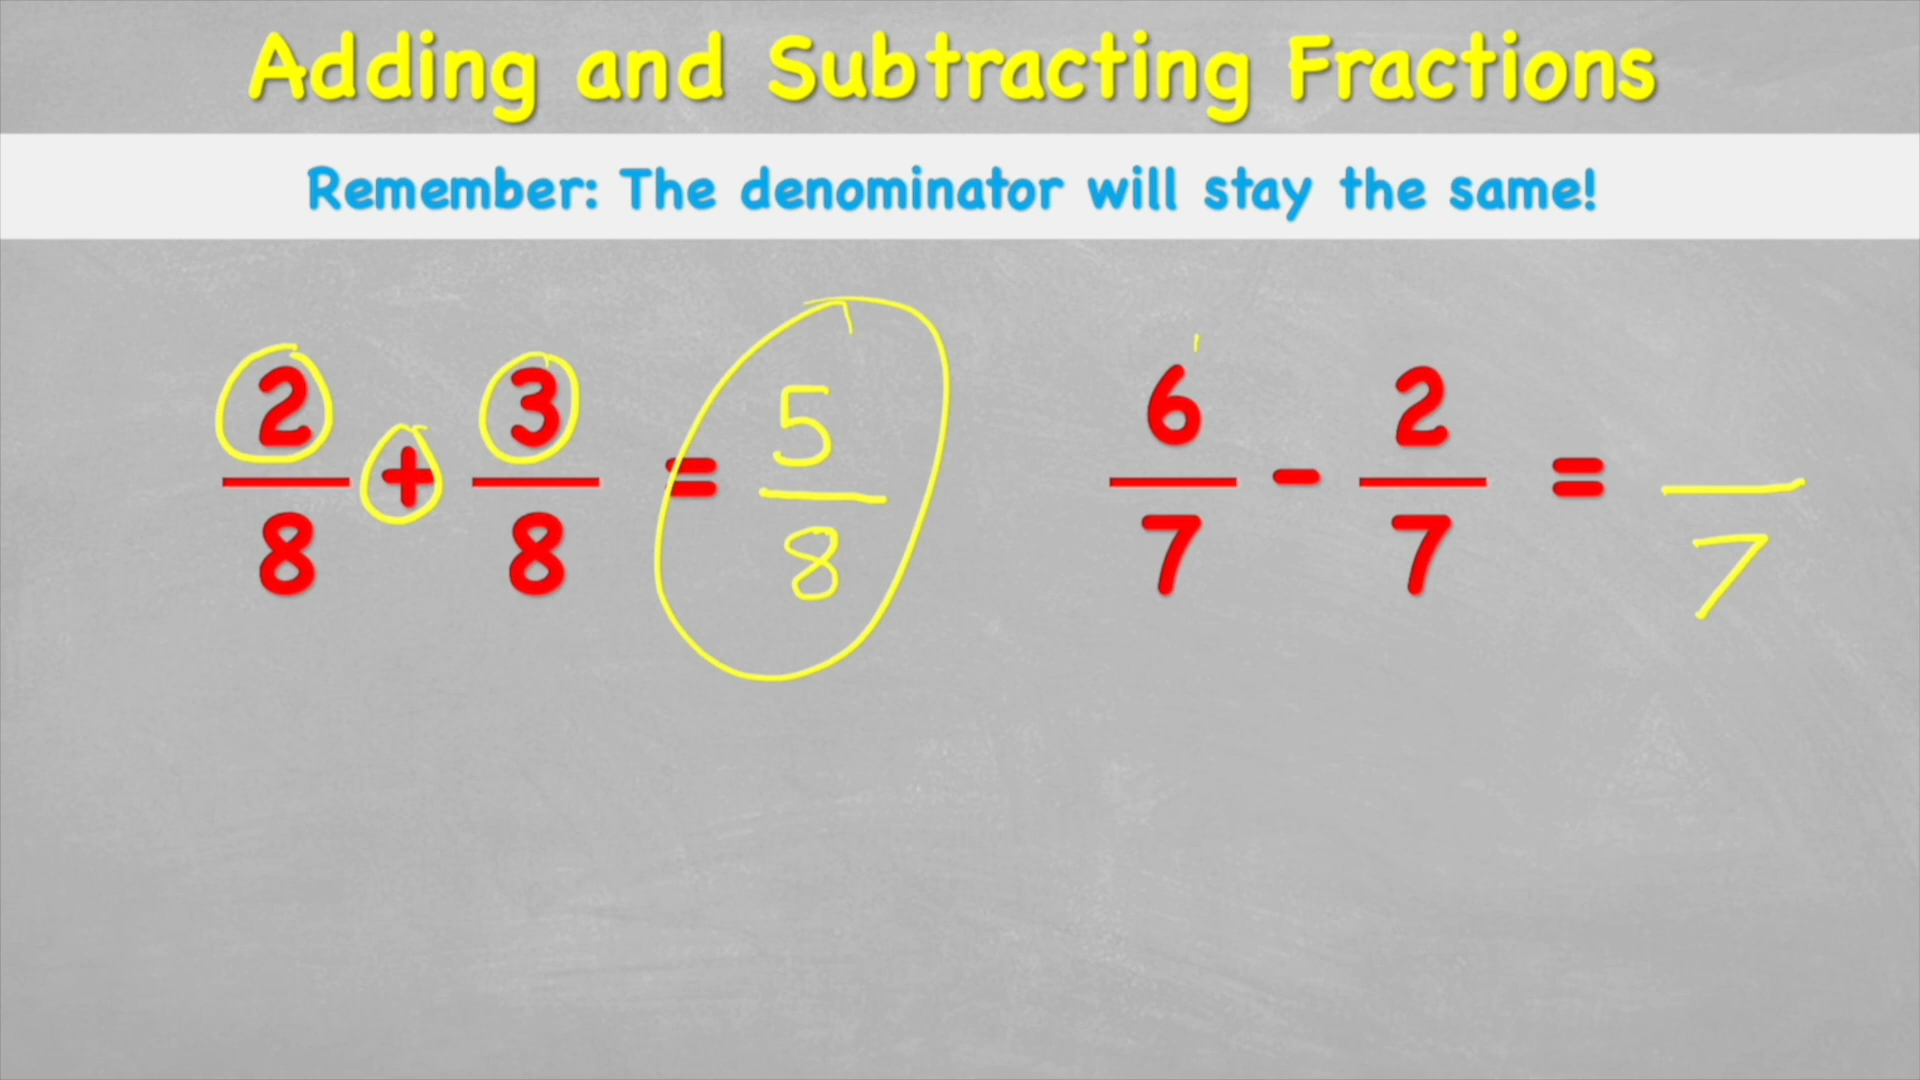 Adding and Subtracting Fractions
Remember: The denominator will stay the same!
2/8 + 3/8 = 5/8
6/7 - 2/7 = /7